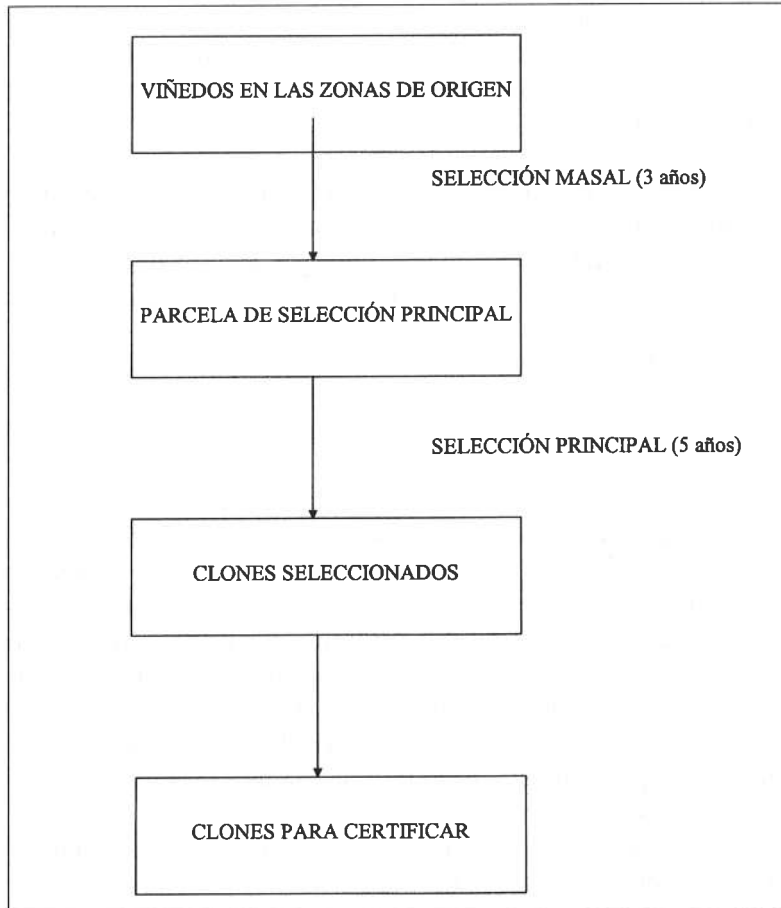 VIÑEDOS EN LAS ZONAS DE ORIGEN
SELECCIÓN MASAL (3 años)
PARCELA DE SELECCIÓN PRINCIPAL
SELECCIÓN PRINCIPAL (5 años)
CLONES SELECCIONADOS
CLONES PARA CERTIFICAR